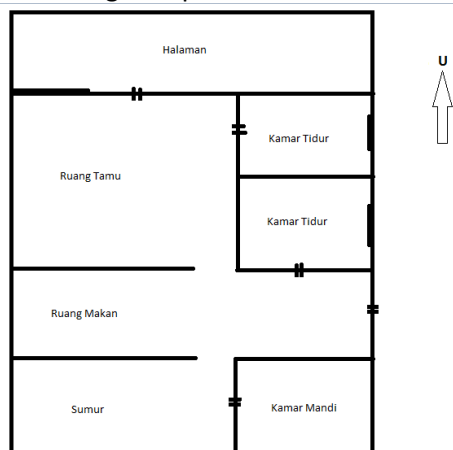 Halaman
U
Kamar Tidur
Ruang Tamu
Kamar Tidur
Ruang Makan
Sumur
Kamar Mandi